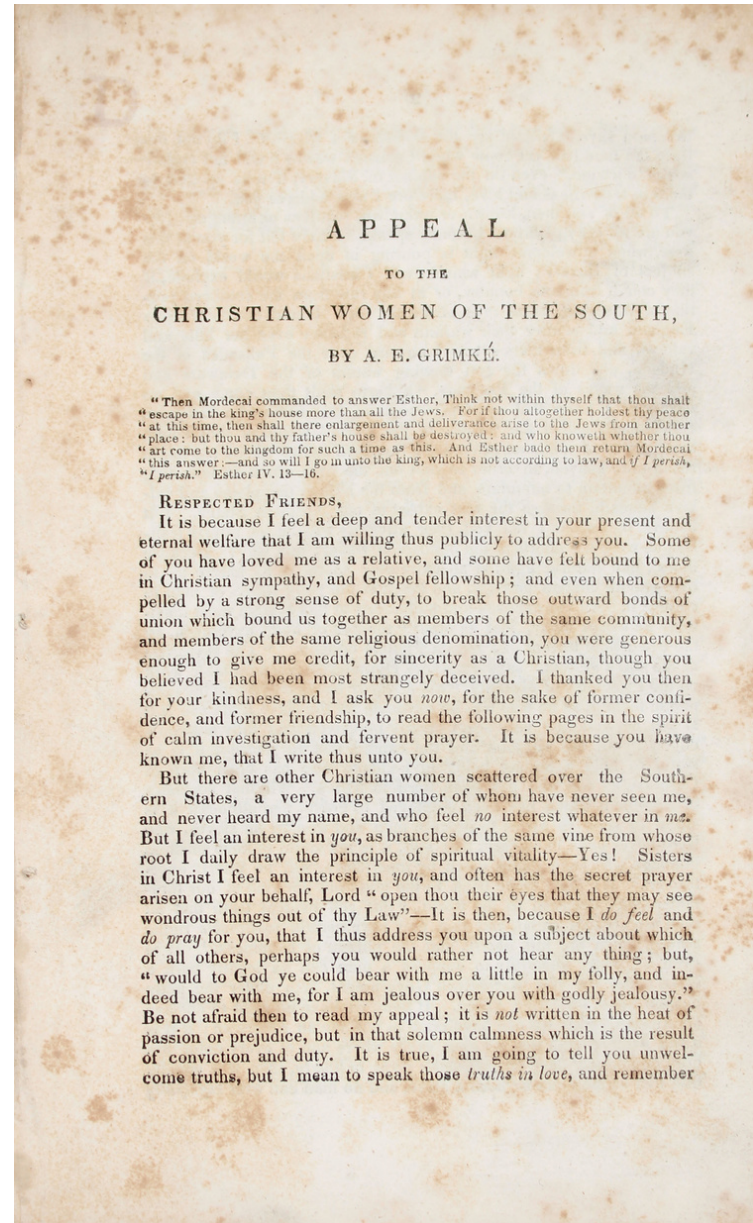 APPEAL
TO THE
CHRISTIAN WOMEN OF THE SOUTH,
BY A. E. GRIMKÉ.
"Then Mordecai commanded to answer Esther, Think not within thyself that thou shalt
"escape in the king's house more than all the Jews. For if thou altogether holdest thy peace
"at this time, then shall there enlargement and deliverance arise to the Jews from another
"place: but thou and thy father's house shall be destroyed: and who knoweth whether thou
"art come to the kingdom for such a time as this. And Esther bade them return Mordecai
"this answer:—and so will I go in unto the king, which is not according to law, and if I perish,
"I perish." Esther IV. 13—16.
RESPECTED FRIENDS,
It is because I feel a deep and tender interest in your present and
eternal welfare that I am willing thus publicly to address you. Some
of you have loved me as a relative, and some have felt bound to me
in Christian sympathy, and Gospel fellowship; and even when com-
pelled by a strong sense of duty, to break those outward bonds of
union which bound us together as members of the same community,
and members of the same religious denomination, you were generous
enough to give me credit, for sincerity as a Christian, though you
believed I had been most strangely deceived. I thanked you then
for your kindness, and I ask you now, for the sake of former confi-
dence, and former friendship, to read the following pages in the spirit
of calm investigation and fervent prayer. It is because you have
known me, that I write thus unto you.
But there are other Christian women scattered over the South-
ern States, a very large number of whom have never seen me,
and never heard my name, and who feel no interest whatever in me.
But I feel an interest in you, as branches of the same vine from whose
root I daily draw the principle of spiritual vitality—Yes! Sisters
in Christ I feel an interest in you, and often has the secret prayer
arisen on your behalf, Lord "open thou their eyes that they may see
wondrous things out of thy Law"—It is then, because I do feel and
do pray for you, that I thus address you upon a subject about which
of all others, perhaps you would rather not hear any thing; but,
"would to God ye could bear with me a little in my folly, and in-
deed bear with me, for I am jealous over you with godly jealousy."
Be not afraid then to read my appeal; it is not written in the heat of
passion or prejudice, but in that solemn calmness which is the result
of conviction and duty. It is true, I am going to tell you unwel-
come truths, but I mean to speak those truths in love, and remember